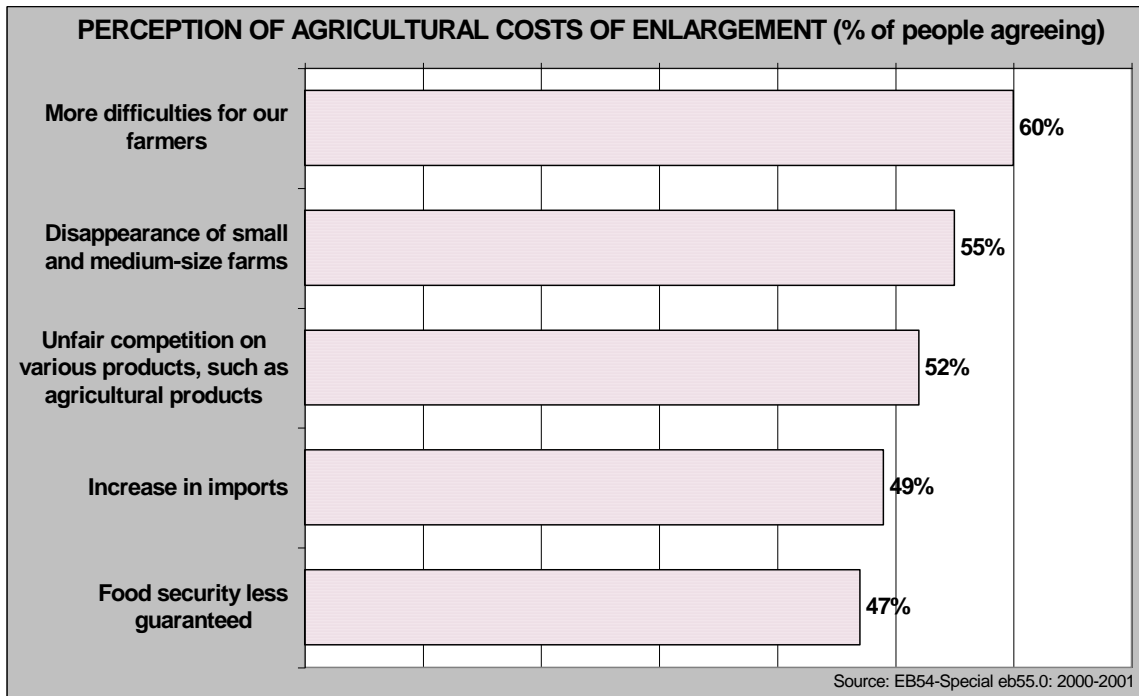 PERCEPTION OF AGRICULTURAL COSTS OF ENLARGEMENT (% of people agreeing)
More difficulties for our
farmers
60%
Disappearance of small
and medium-size farms
55%
Unfair competition on
various products, such as
agricultural products
52%
Increase in imports
49%
Food security less
guaranteed
47%
Source: EB54-Special eb55.0: 2000-2001